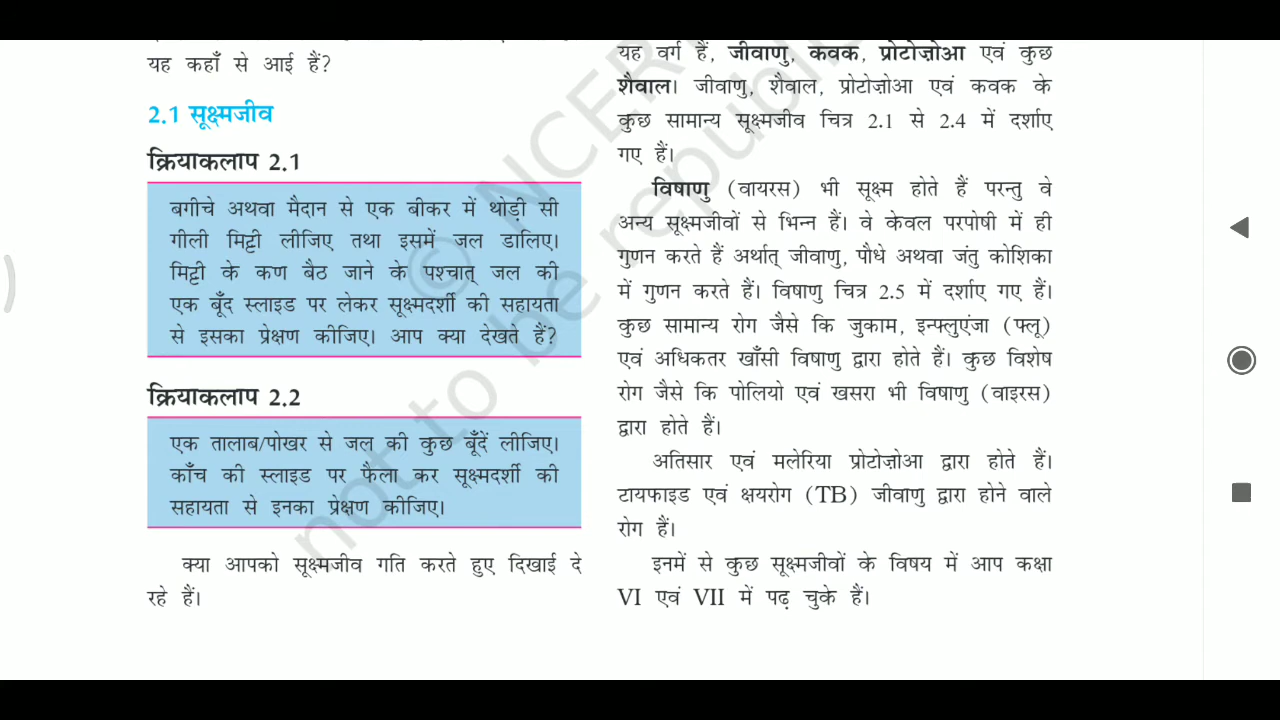 यह कहाँ से आई हैं?
2.1 सूक्ष्मजीव
क्रियाकलाप 2.1
बगीचे अथवा मैदान से एक बीकर में थोड़ी सी
गीली मिट्टी लीजिए तथा इसमें जल डालिए।
मिट्टी के कण बैठ जाने के पश्चात् जल की
एक बूँद स्लाइड पर लेकर सूक्ष्मदर्शी की सहायता
से इसका प्रेक्षण कीजिए। आप क्या देखते हैं?
क्रियाकलाप 2.2
एक तालाब/पोखर से जल की कुछ बूँदें लीजिए।
काँच की स्लाइड पर फैला कर सूक्ष्मदर्शी की
सहायता से इनका प्रेक्षण कीजिए।
क्या आपको सूक्ष्मजीव गति करते हुए दिखाई दे
रहे हैं।
यह वर्ग हैं, जीवाणु, कवक, प्रोटोज़ोआ एवं कुछ
शैवाल। जीवाणु, शैवाल, प्रोटोज़ोआ एवं कवक के
कुछ सामान्य सूक्ष्मजीव चित्र 2.1 से 2.4 में दर्शाए
गए हैं।
विषाणु (वायरस) भी सूक्ष्म होते हैं परन्तु वे
अन्य सूक्ष्मजीवों से भिन्न हैं। वे केवल परपोषी में ही
गुणन करते हैं अर्थात् जीवाणु, पौधे अथवा जंतु कोशिका
में गुणन करते हैं। विषाणु चित्र 2.5 में दर्शाए गए हैं।
कुछ सामान्य रोग जैसे कि जुकाम, इन्फ्लुएंजा (फ्लू)
एवं अधिकतर खाँसी विषाणु द्वारा होते हैं। कुछ विशेष
रोग जैसे कि पोलियो एवं खसरा भी विषाणु (वाइरस)
द्वारा होते हैं।
अतिसार एवं मलेरिया प्रोटोज़ोआ द्वारा होते हैं।
टायफाइड एवं क्षयरोग (TB) जीवाणु द्वारा होने वाले
रोग हैं।
इनमें से कुछ सूक्ष्मजीवों के विषय में आप कक्षा
VI एवं VII में पढ़ चुके हैं।
© NCER
not to be republi